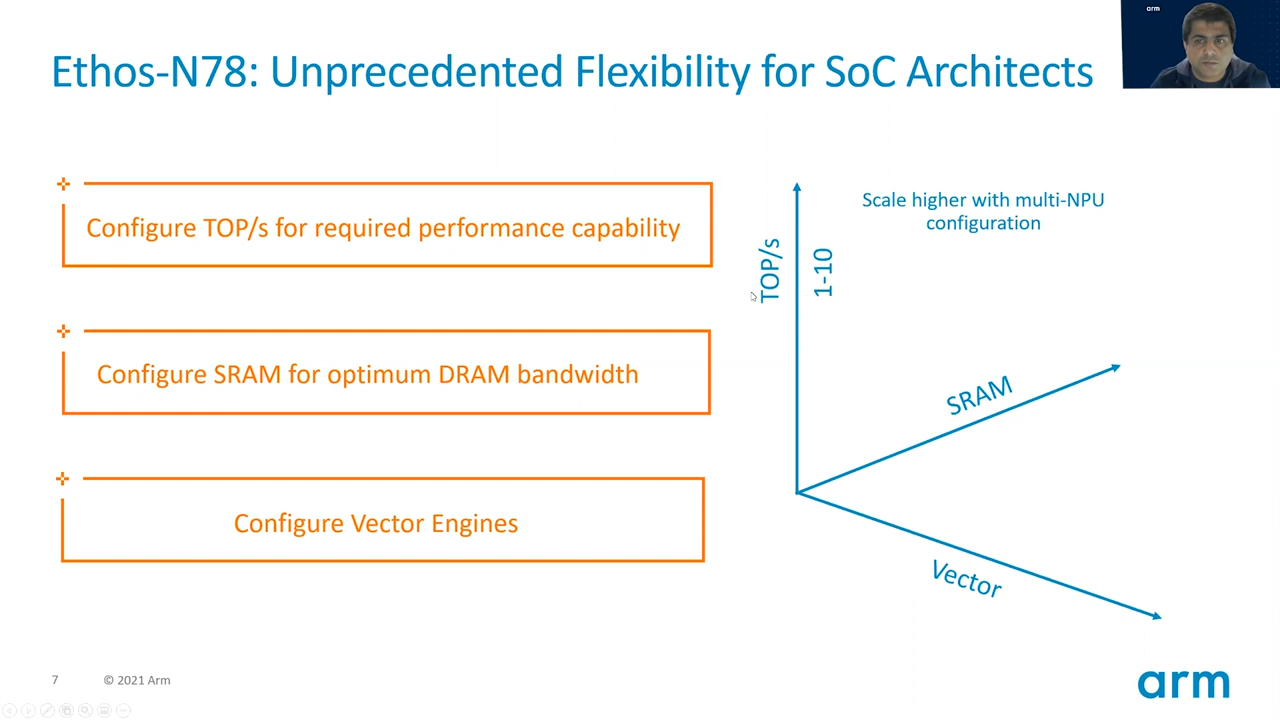 arm
Ethos-N78: Unprecedented Flexibility for SoC Architects
Configure TOP/s for required performance capability
Configure SRAM for optimum DRAM bandwidth
Configure Vector Engines
Scale higher with multi-NPU
configuration
TOP/s
1-10
SRAM
Vector
7
© 2021 Arm
arm